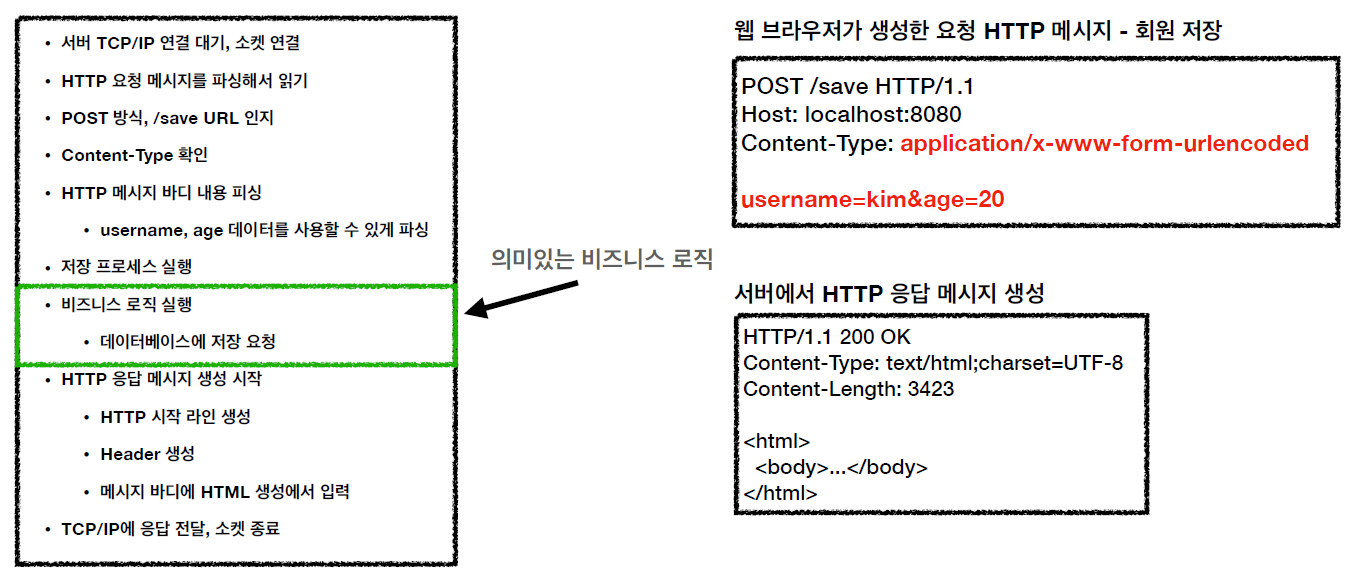 • 서버 TCP/IP 연결 대기, 소켓 연결
• HTTP 요청 메시지를 파싱해서 읽기
• POST 방식, /save URL 인지
• Content-Type 확인
• HTTP 메시지 바디 내용 피싱
• username, age 데이터를 사용할 수 있게 파싱
• 저장 프로세스 실행
• 비즈니스 로직 실행
• 데이터베이스에 저장 요청
• HTTP 응답 메시지 생성 시작
• HTTP 시작 라인 생성
• Header 생성
• 메시지 바디에 HTML 생성에서 입력
• TCP/IP에 응답 전달, 소켓 종료
의미있는 비즈니스 로직
웹 브라우저가 생성한 요청 HTTP 메시지 - 회원 저장
POST /save HTTP/1.1
Host: localhost:8080
Content-Type: application/x-www-form-urlencoded
username=kim&age=20
서버에서 HTTP 응답 메시지 생성
HTTP/1.1 200 OK
Content-Type: text/html;charset=UTF-8
Content-Length: 3423
<html>
<body>...</body>
</html>